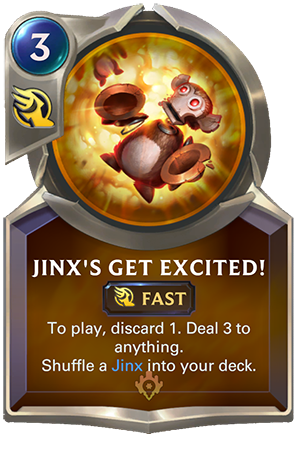 3
JINX'S GET EXCITED!
FAST
To play, discard 1. Deal 3 to
anything.
Shuffle a Jinx into your deck.